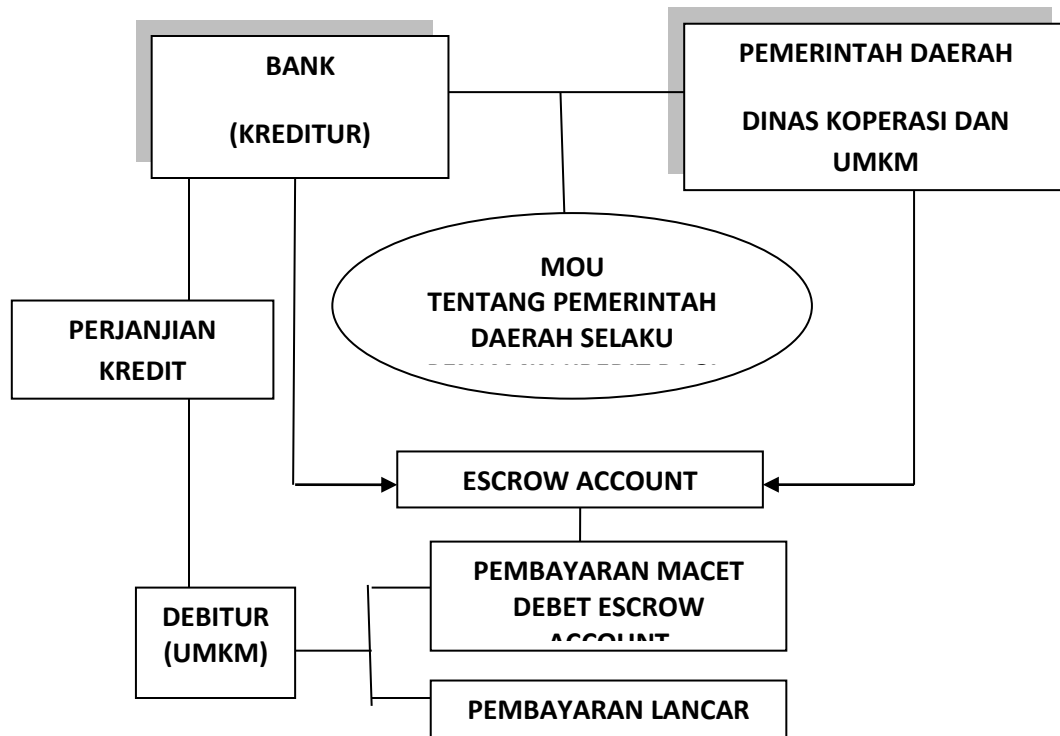 BANK
(KREDITUR)
PEMERINTAH DAERAH
DINAS KOPERASI DAN
UMKM
MOU
TENTANG PEMERINTAH
DAERAH SELAKU
PERJANJIAN
KREDIT
ESCROW ACCOUNT
PEMBAYARAN MACET
DEBET ESCROW
ACCOUNT
DEBITUR
(UMKM)
PEMBAYARAN LANCAR